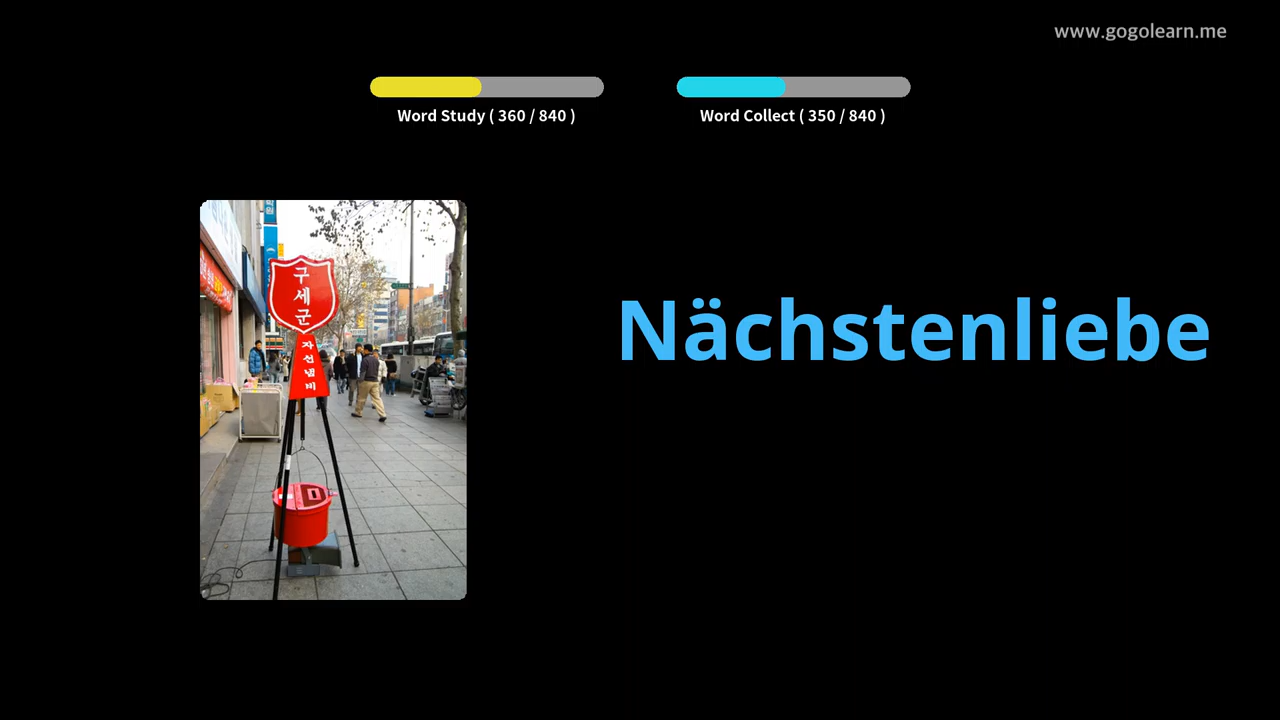 www.gogolearn.me
Word Study ( 360 / 840 )
Word Collect ( 350 / 840 )
구세군
자선냄비
Nächstenliebe